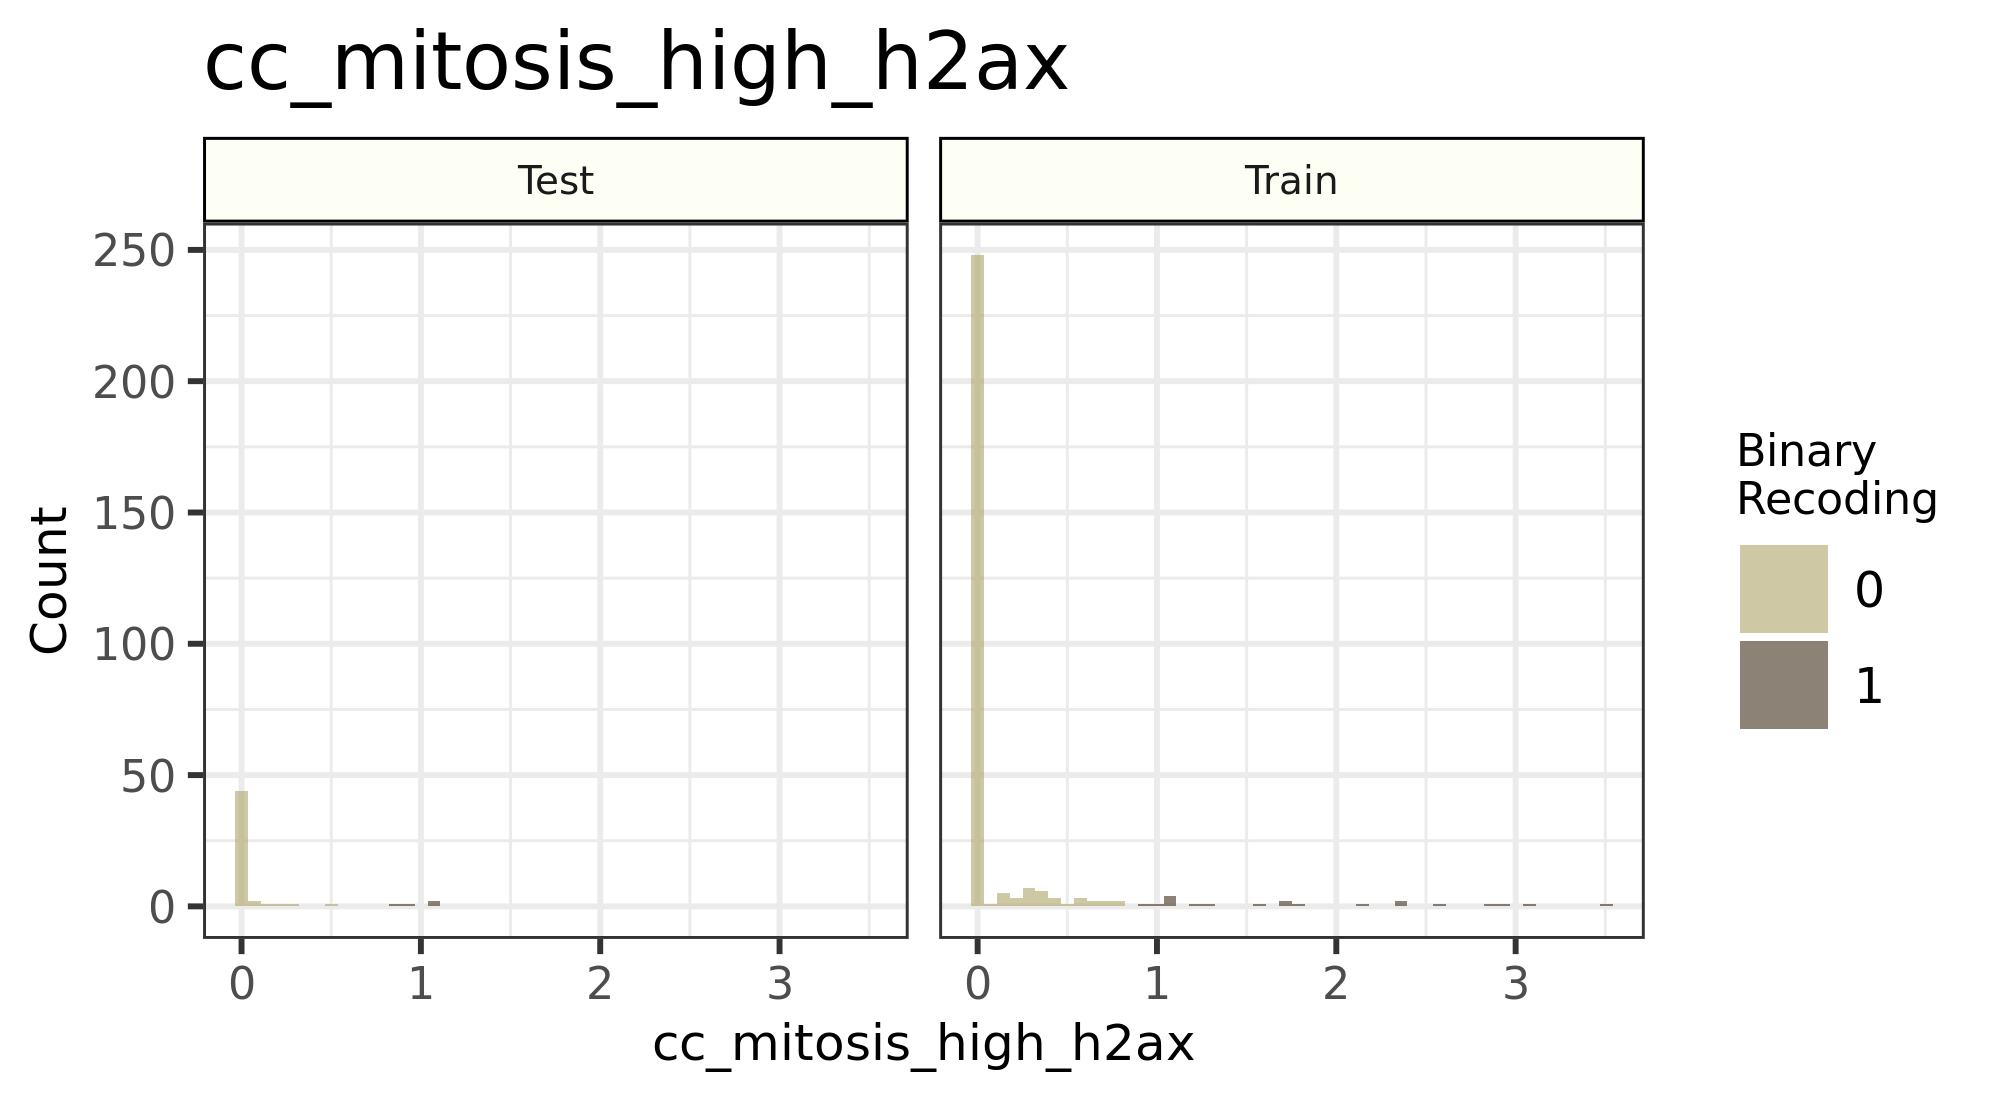 cc_mitosis_high_h2ax
Test
Train
250
200
150
100
50
0
Count
0 1 2 3
0 1 2 3
cc_mitosis_high_h2ax
Binary
Recoding
0
1